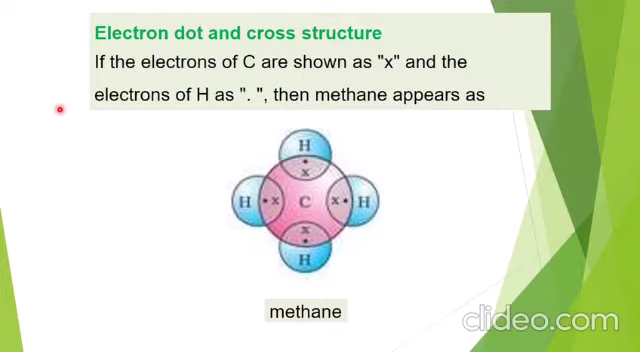 Electron dot and cross structure
If the electrons of C are shown as "x" and the
electrons of H as ". ", then methane appears as
H
x
H x C x H
x
H
methane
clideo.com